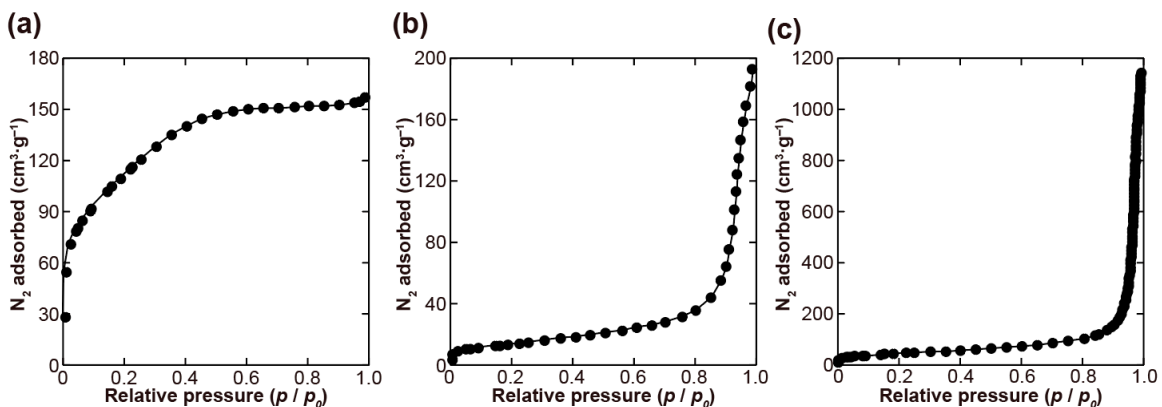 (a)
N₂ adsorbed (cm³·g⁻¹)
180
150
120
90
60
30
0
0 0.2 0.4 0.6 0.8 1.0
Relative pressure (p / p₀)
(b)
N₂ adsorbed (cm³·g⁻¹)
200
160
120
80
40
0
0 0.2 0.4 0.6 0.8 1.0
Relative pressure (p / p₀)
(c)
N₂ adsorbed (cm³·g⁻¹)
1200
1000
800
600
400
200
0
0 0.2 0.4 0.6 0.8 1.0
Relative pressure (p / p₀)